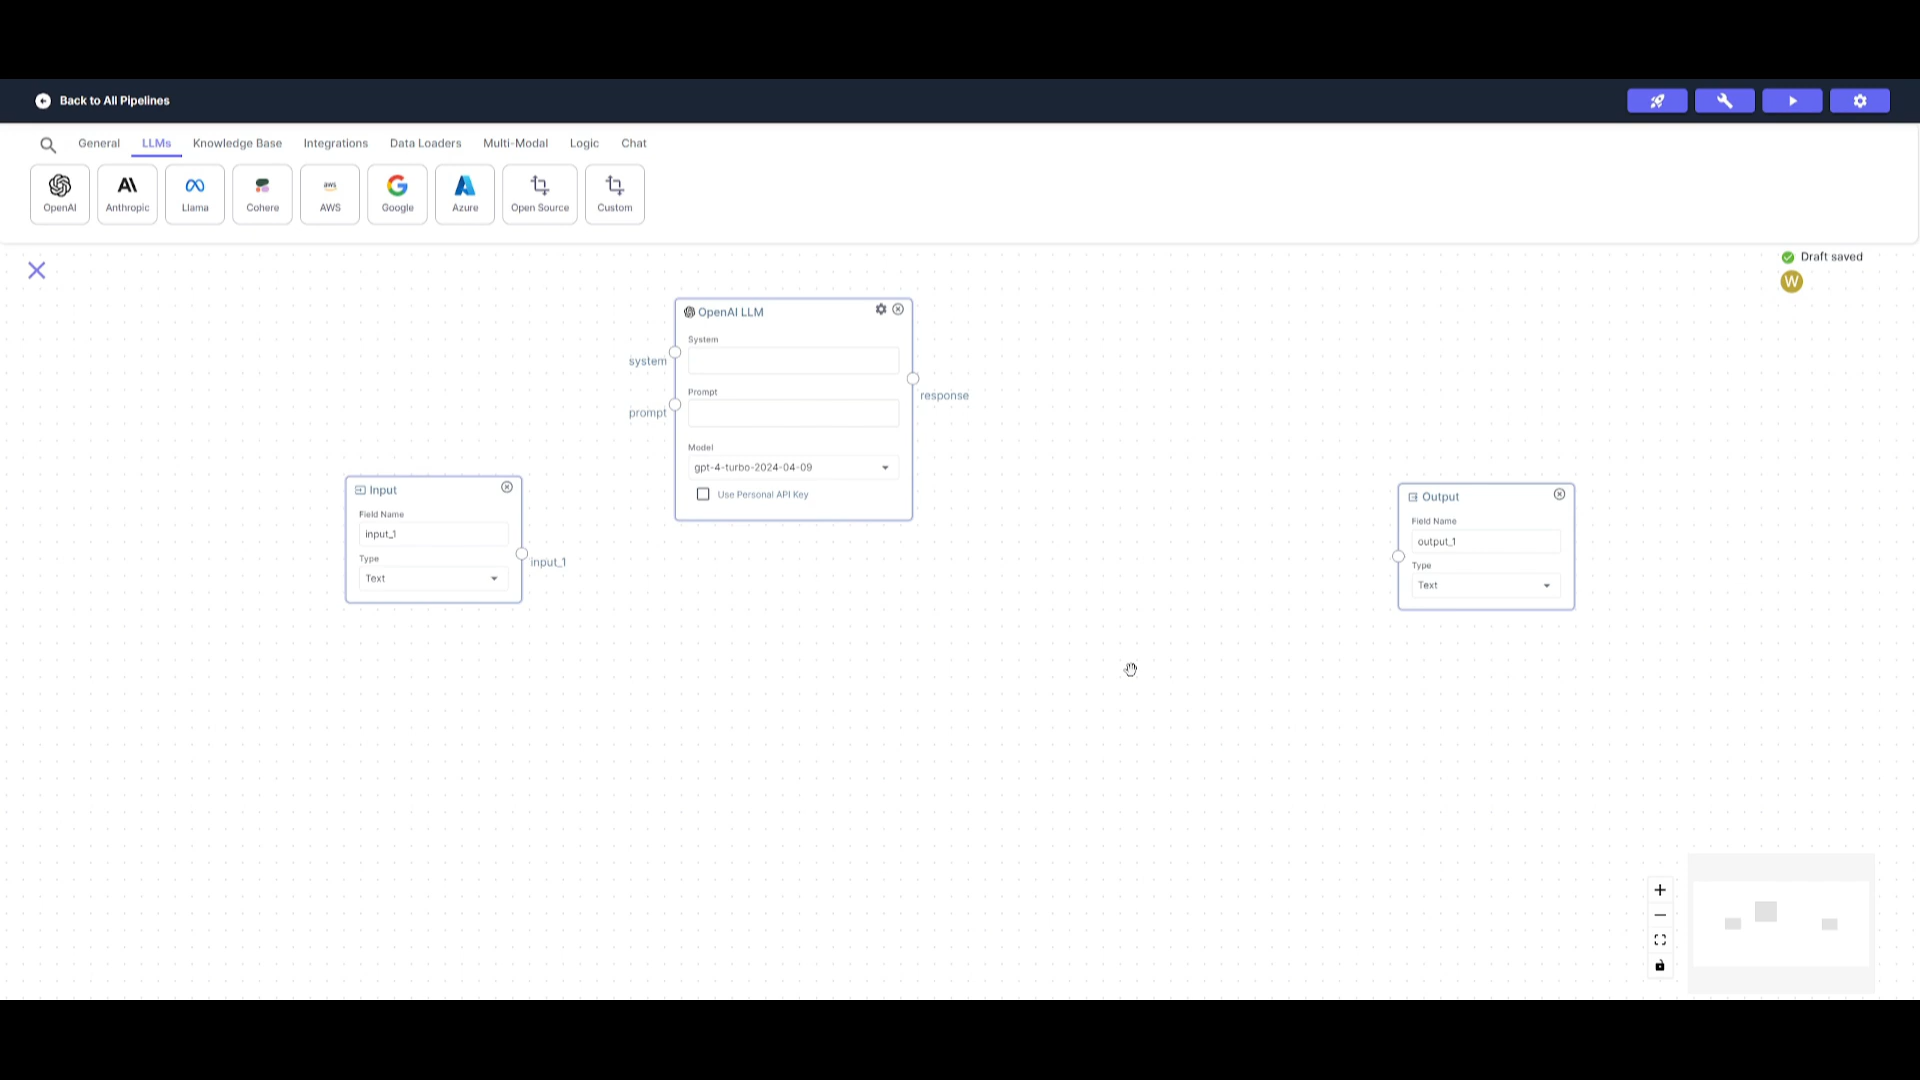 Back to All Pipelines
General LLMs Knowledge Base Integrations Data Loaders Multi-Modal Logic Chat
OpenAI Anthropic Llama Cohere aws AWS Google Azure Open Source Custom
Draft saved
W
OpenAI LLM
System
system
Prompt
response
prompt
Model
gpt-4-turbo-2024-04-09
Use Personal API Key
Input
Field Name
input_1
Type
input_1
Text
Output
Field Name
output_1
Type
Text